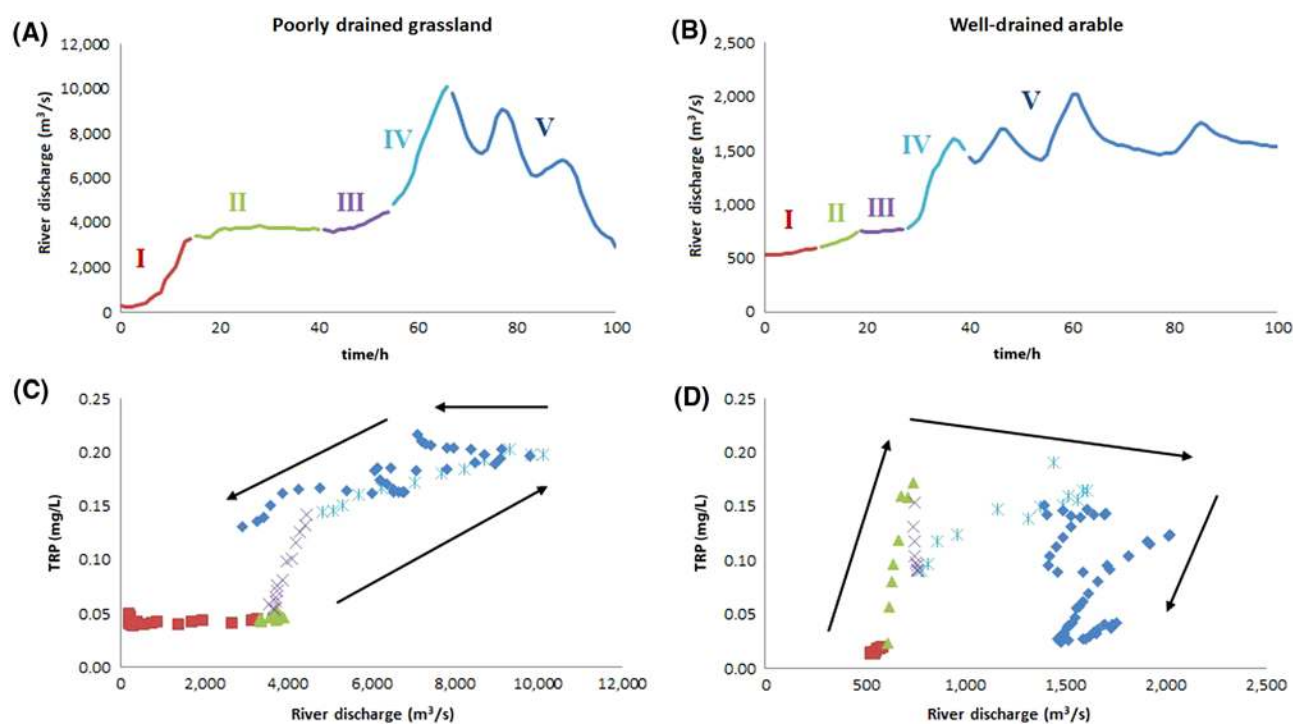 (A)
Poorly drained grassland
River discharge (m³/s)
12,000
10,000
8,000
6,000
4,000
2,000
0
I
II
III
IV
V
0 20 40 60 80 100
time/h
(B)
Well-drained arable
River discharge (m³/s)
2,500
2,000
1,500
1,000
500
0
I
II
III
IV
V
0 20 40 60 80 100
time/h
(C)
TRP (mg/L)
0.25
0.20
0.15
0.10
0.05
0.00
0 2,000 4,000 6,000 8,000 10,000 12,000
River discharge (m³/s)
(D)
TRP (mg/L)
0.25
0.20
0.15
0.10
0.05
0.00
0 500 1,000 1,500 2,000 2,500
River discharge (m³/s)